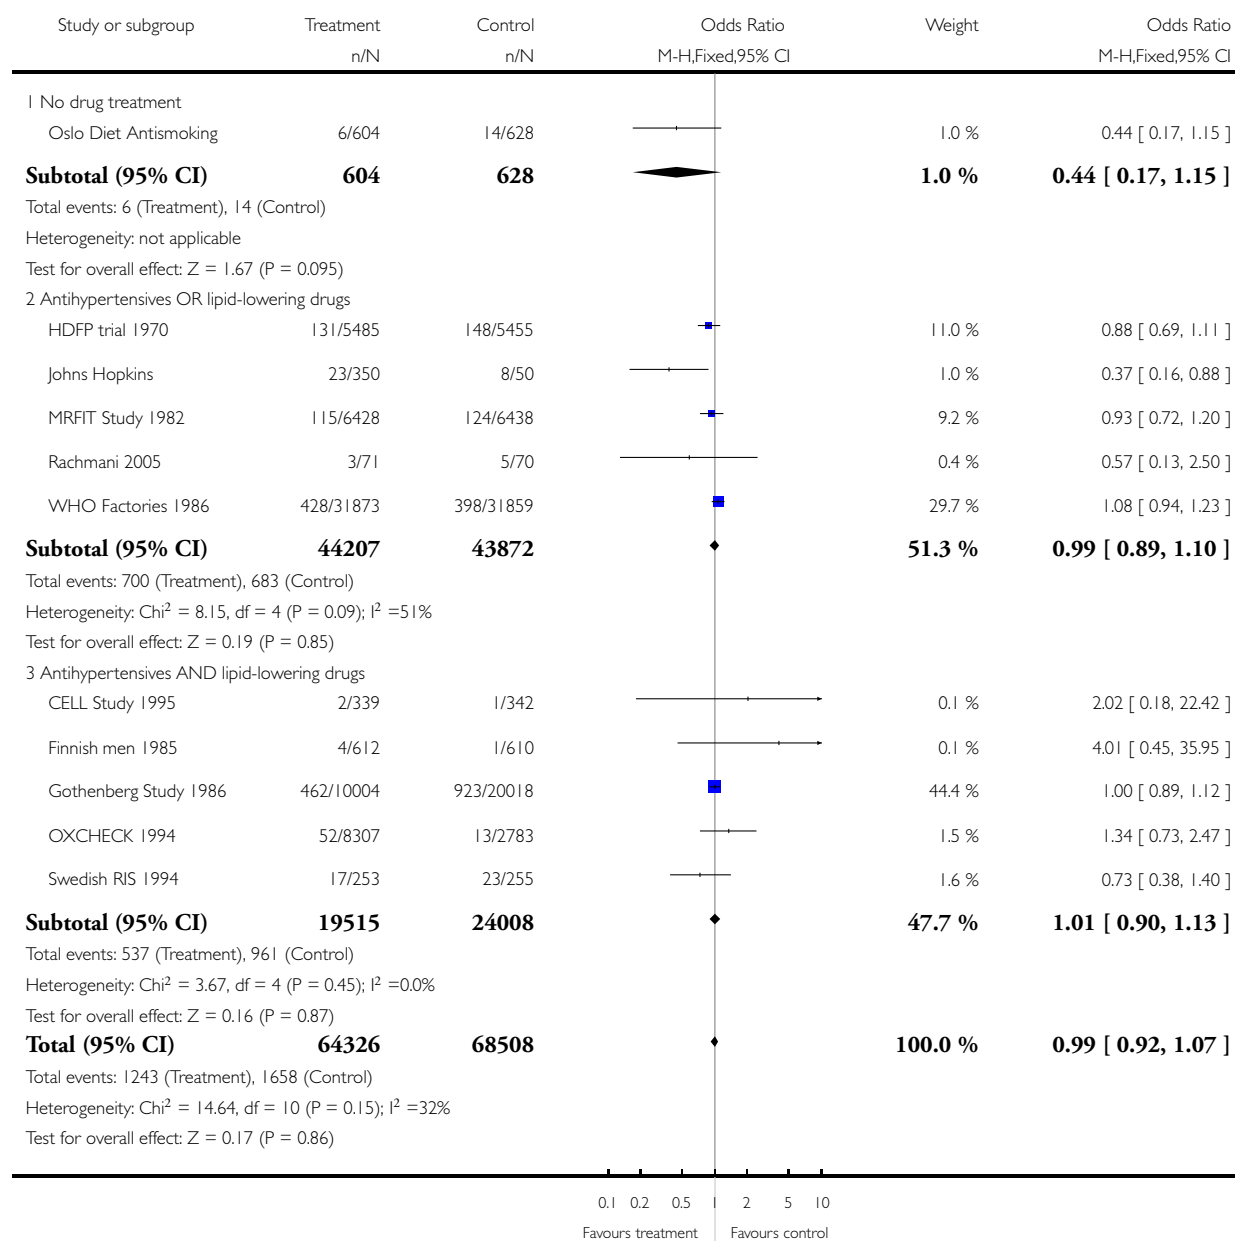 Study or subgroup Treatment Control Odds Ratio Weight Odds Ratio
n/N n/N M-H,Fixed,95% CI M-H,Fixed,95% CI
1 No drug treatment
Oslo Diet Antismoking 6/604 14/628 1.0 % 0.44 [ 0.17, 1.15 ]
Subtotal (95% CI) 604 628 1.0 % 0.44 [ 0.17, 1.15 ]
Total events: 6 (Treatment), 14 (Control)
Heterogeneity: not applicable
Test for overall effect: Z = 1.67 (P = 0.095)
2 Antihypertensives OR lipid-lowering drugs
HDFP trial 1970 131/5485 148/5455 11.0 % 0.88 [ 0.69, 1.11 ]
Johns Hopkins 23/350 8/50 1.0 % 0.37 [ 0.16, 0.88 ]
MRFIT Study 1982 115/6428 124/6438 9.2 % 0.93 [ 0.72, 1.20 ]
Rachmani 2005 3/71 5/70 0.4 % 0.57 [ 0.13, 2.50 ]
WHO Factories 1986 428/31873 398/31859 29.7 % 1.08 [ 0.94, 1.23 ]
Subtotal (95% CI) 44207 43872 51.3 % 0.99 [ 0.89, 1.10 ]
Total events: 700 (Treatment), 683 (Control)
Heterogeneity: Chi² = 8.15, df = 4 (P = 0.09); I² =51%
Test for overall effect: Z = 0.19 (P = 0.85)
3 Antihypertensives AND lipid-lowering drugs
CELL Study 1995 2/339 1/342 0.1 % 2.02 [ 0.18, 22.42 ]
Finnish men 1985 4/612 1/610 0.1 % 4.01 [ 0.45, 35.95 ]
Gothenberg Study 1986 462/10004 923/20018 44.4 % 1.00 [ 0.89, 1.12 ]
OXCHECK 1994 52/8307 13/2783 1.5 % 1.34 [ 0.73, 2.47 ]
Swedish RIS 1994 17/253 23/255 1.6 % 0.73 [ 0.38, 1.40 ]
Subtotal (95% CI) 19515 24008 47.7 % 1.01 [ 0.90, 1.13 ]
Total events: 537 (Treatment), 961 (Control)
Heterogeneity: Chi² = 3.67, df = 4 (P = 0.45); I² =0.0%
Test for overall effect: Z = 0.16 (P = 0.87)
Total (95% CI) 64326 68508 100.0 % 0.99 [ 0.92, 1.07 ]
Total events: 1243 (Treatment), 1658 (Control)
Heterogeneity: Chi² = 14.64, df = 10 (P = 0.15); I² =32%
Test for overall effect: Z = 0.17 (P = 0.86)
0.1 0.2 0.5 1 2 5 10
Favours treatment Favours control